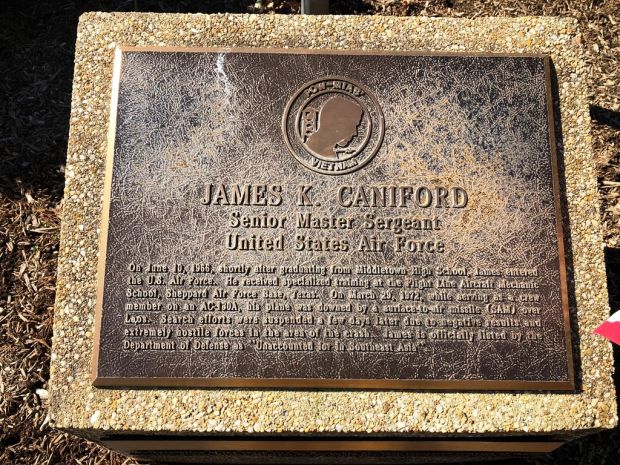 POW-MIA
VIETNAM
JAMES K. CANIFORD
Senior Master Sergeant
United States Air Force
On June 10, 1966, shortly after graduating from Middletown High School, James entered
the U.S. Air Force. He received specialized training at the Flight Line Aircraft Mechanic
School, Sheppard Air Force Base, Texas. On March 29, 1972, while serving as a crew
member on an AC-130A, his plane was downed by a surface-to-air missile (SAM) over
Laos. Search efforts were suspended a few days later due to negative results and
extremely hostile forces in the area of the crash. James is officially listed by the
Department of Defense as "Unaccounted for in Southeast Asia"